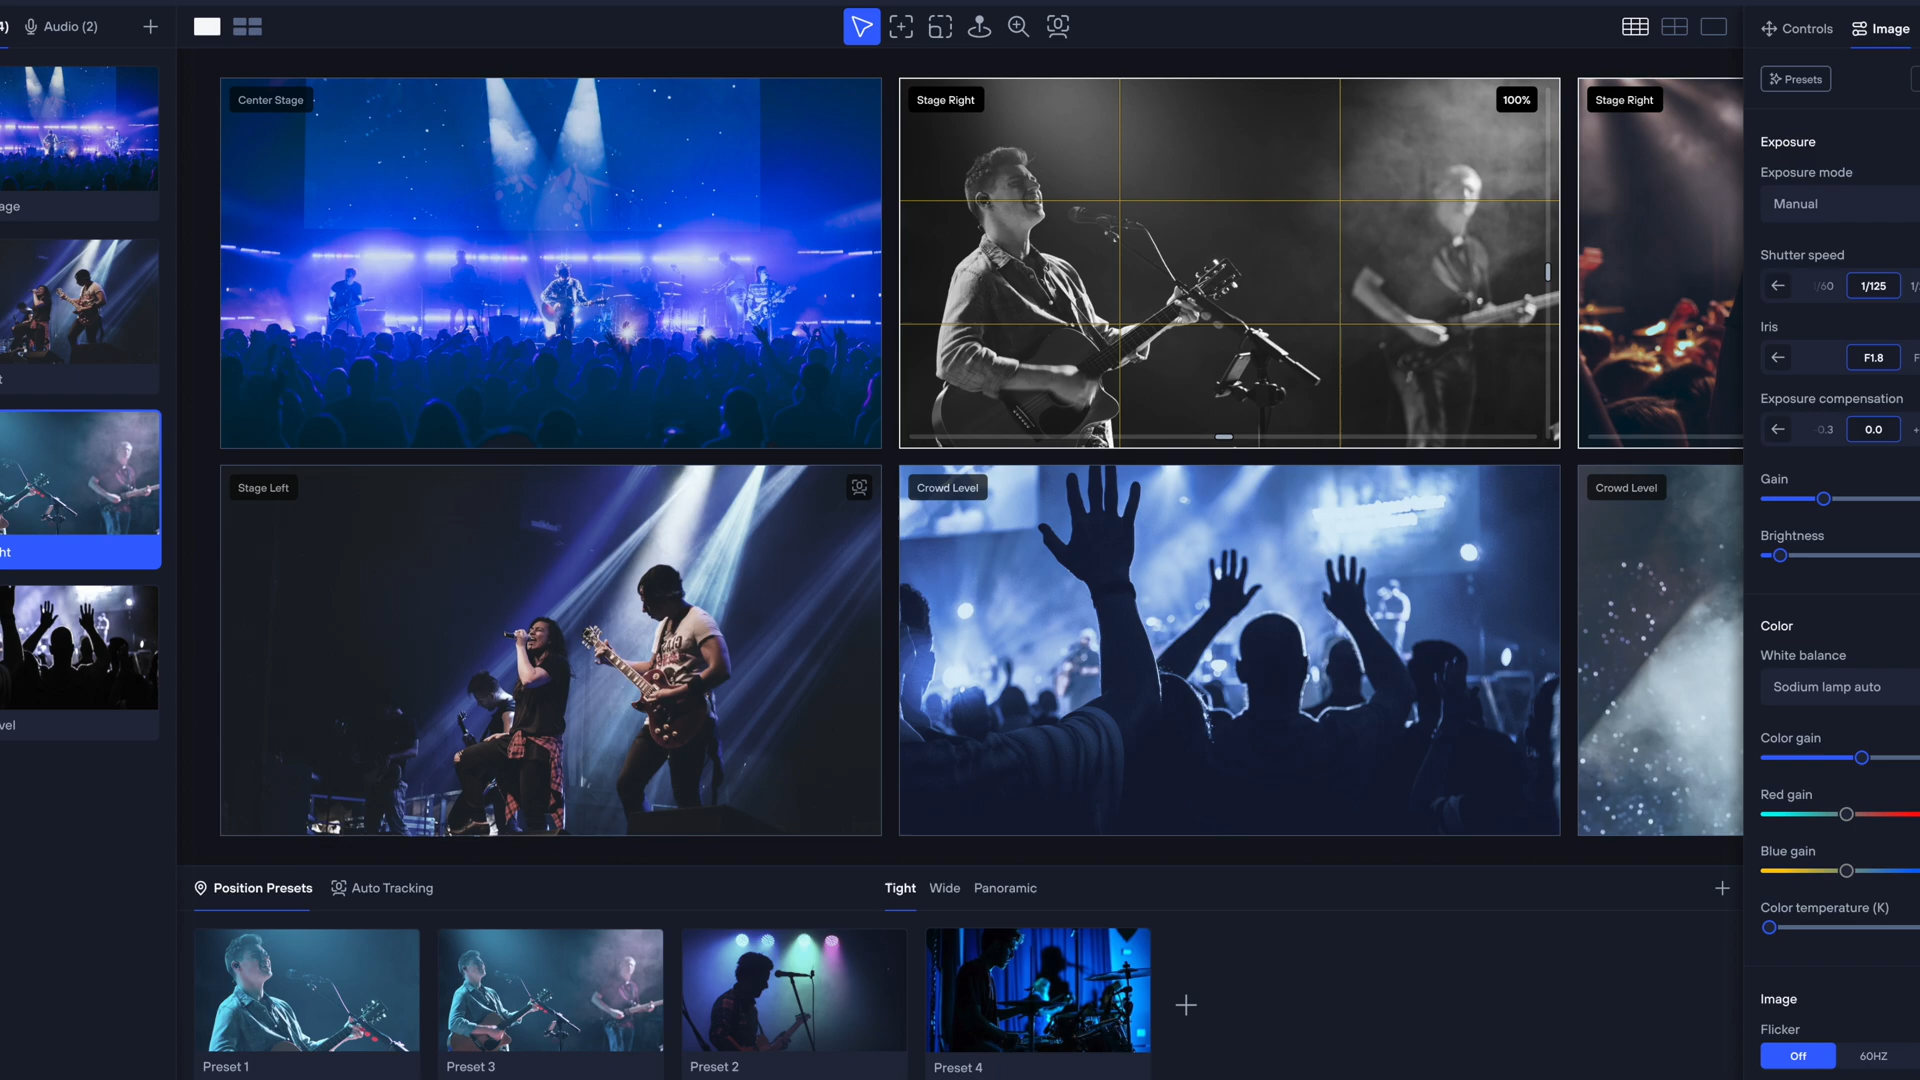 4)
Audio (2)
Controls
Image
Presets
age
t
ht
vel
Center Stage
Stage Right
100%
Stage Right
Stage Left
Crowd Level
Crowd Level
Position Presets
Auto Tracking
Tight
Wide
Panoramic
Preset 1
Preset 3
Preset 2
Preset 4
Exposure
Exposure mode
Manual
Shutter speed
1/60 1/125 1/
Iris
F1.8 F
Exposure compensation
-0.3 0.0 +
Gain
Brightness
Color
White balance
Sodium lamp auto
Color gain
Red gain
Blue gain
Color temperature (K)
Image
Flicker
Off 60HZ